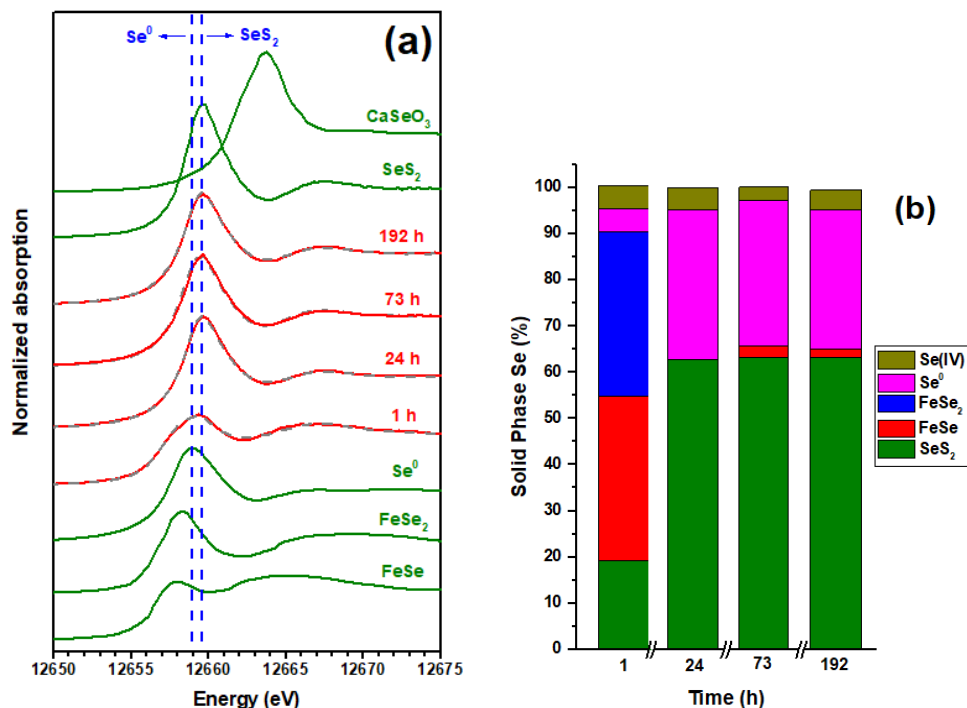 (a)
Se⁰
SeS₂
CaSeO₃
SeS₂
192 h
73 h
24 h
1 h
Se⁰
FeSe₂
FeSe
Normalized absorption
12650 12655 12660 12665 12670 12675
Energy (eV)
(b)
100
90
80
70
60
50
40
30
20
10
0
Solid Phase Se (%)
1 24 73 192
Time (h)
Se(IV)
Se⁰
FeSe₂
FeSe
SeS₂